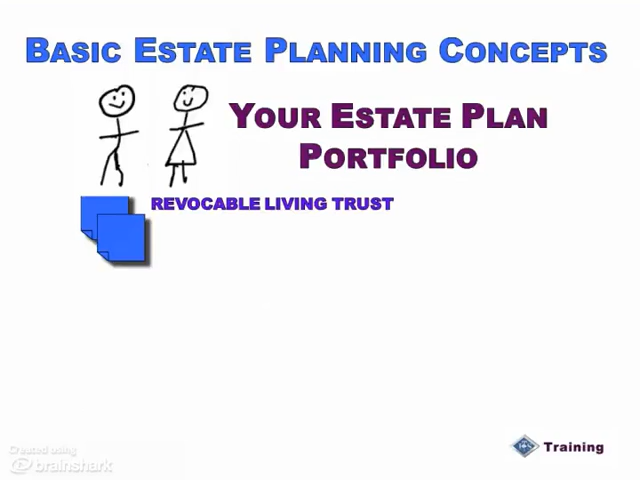 BASIC ESTATE PLANNING CONCEPTS
YOUR ESTATE PLAN
PORTFOLIO
REVOCABLE LIVING TRUST
Created using
brainshark
Training